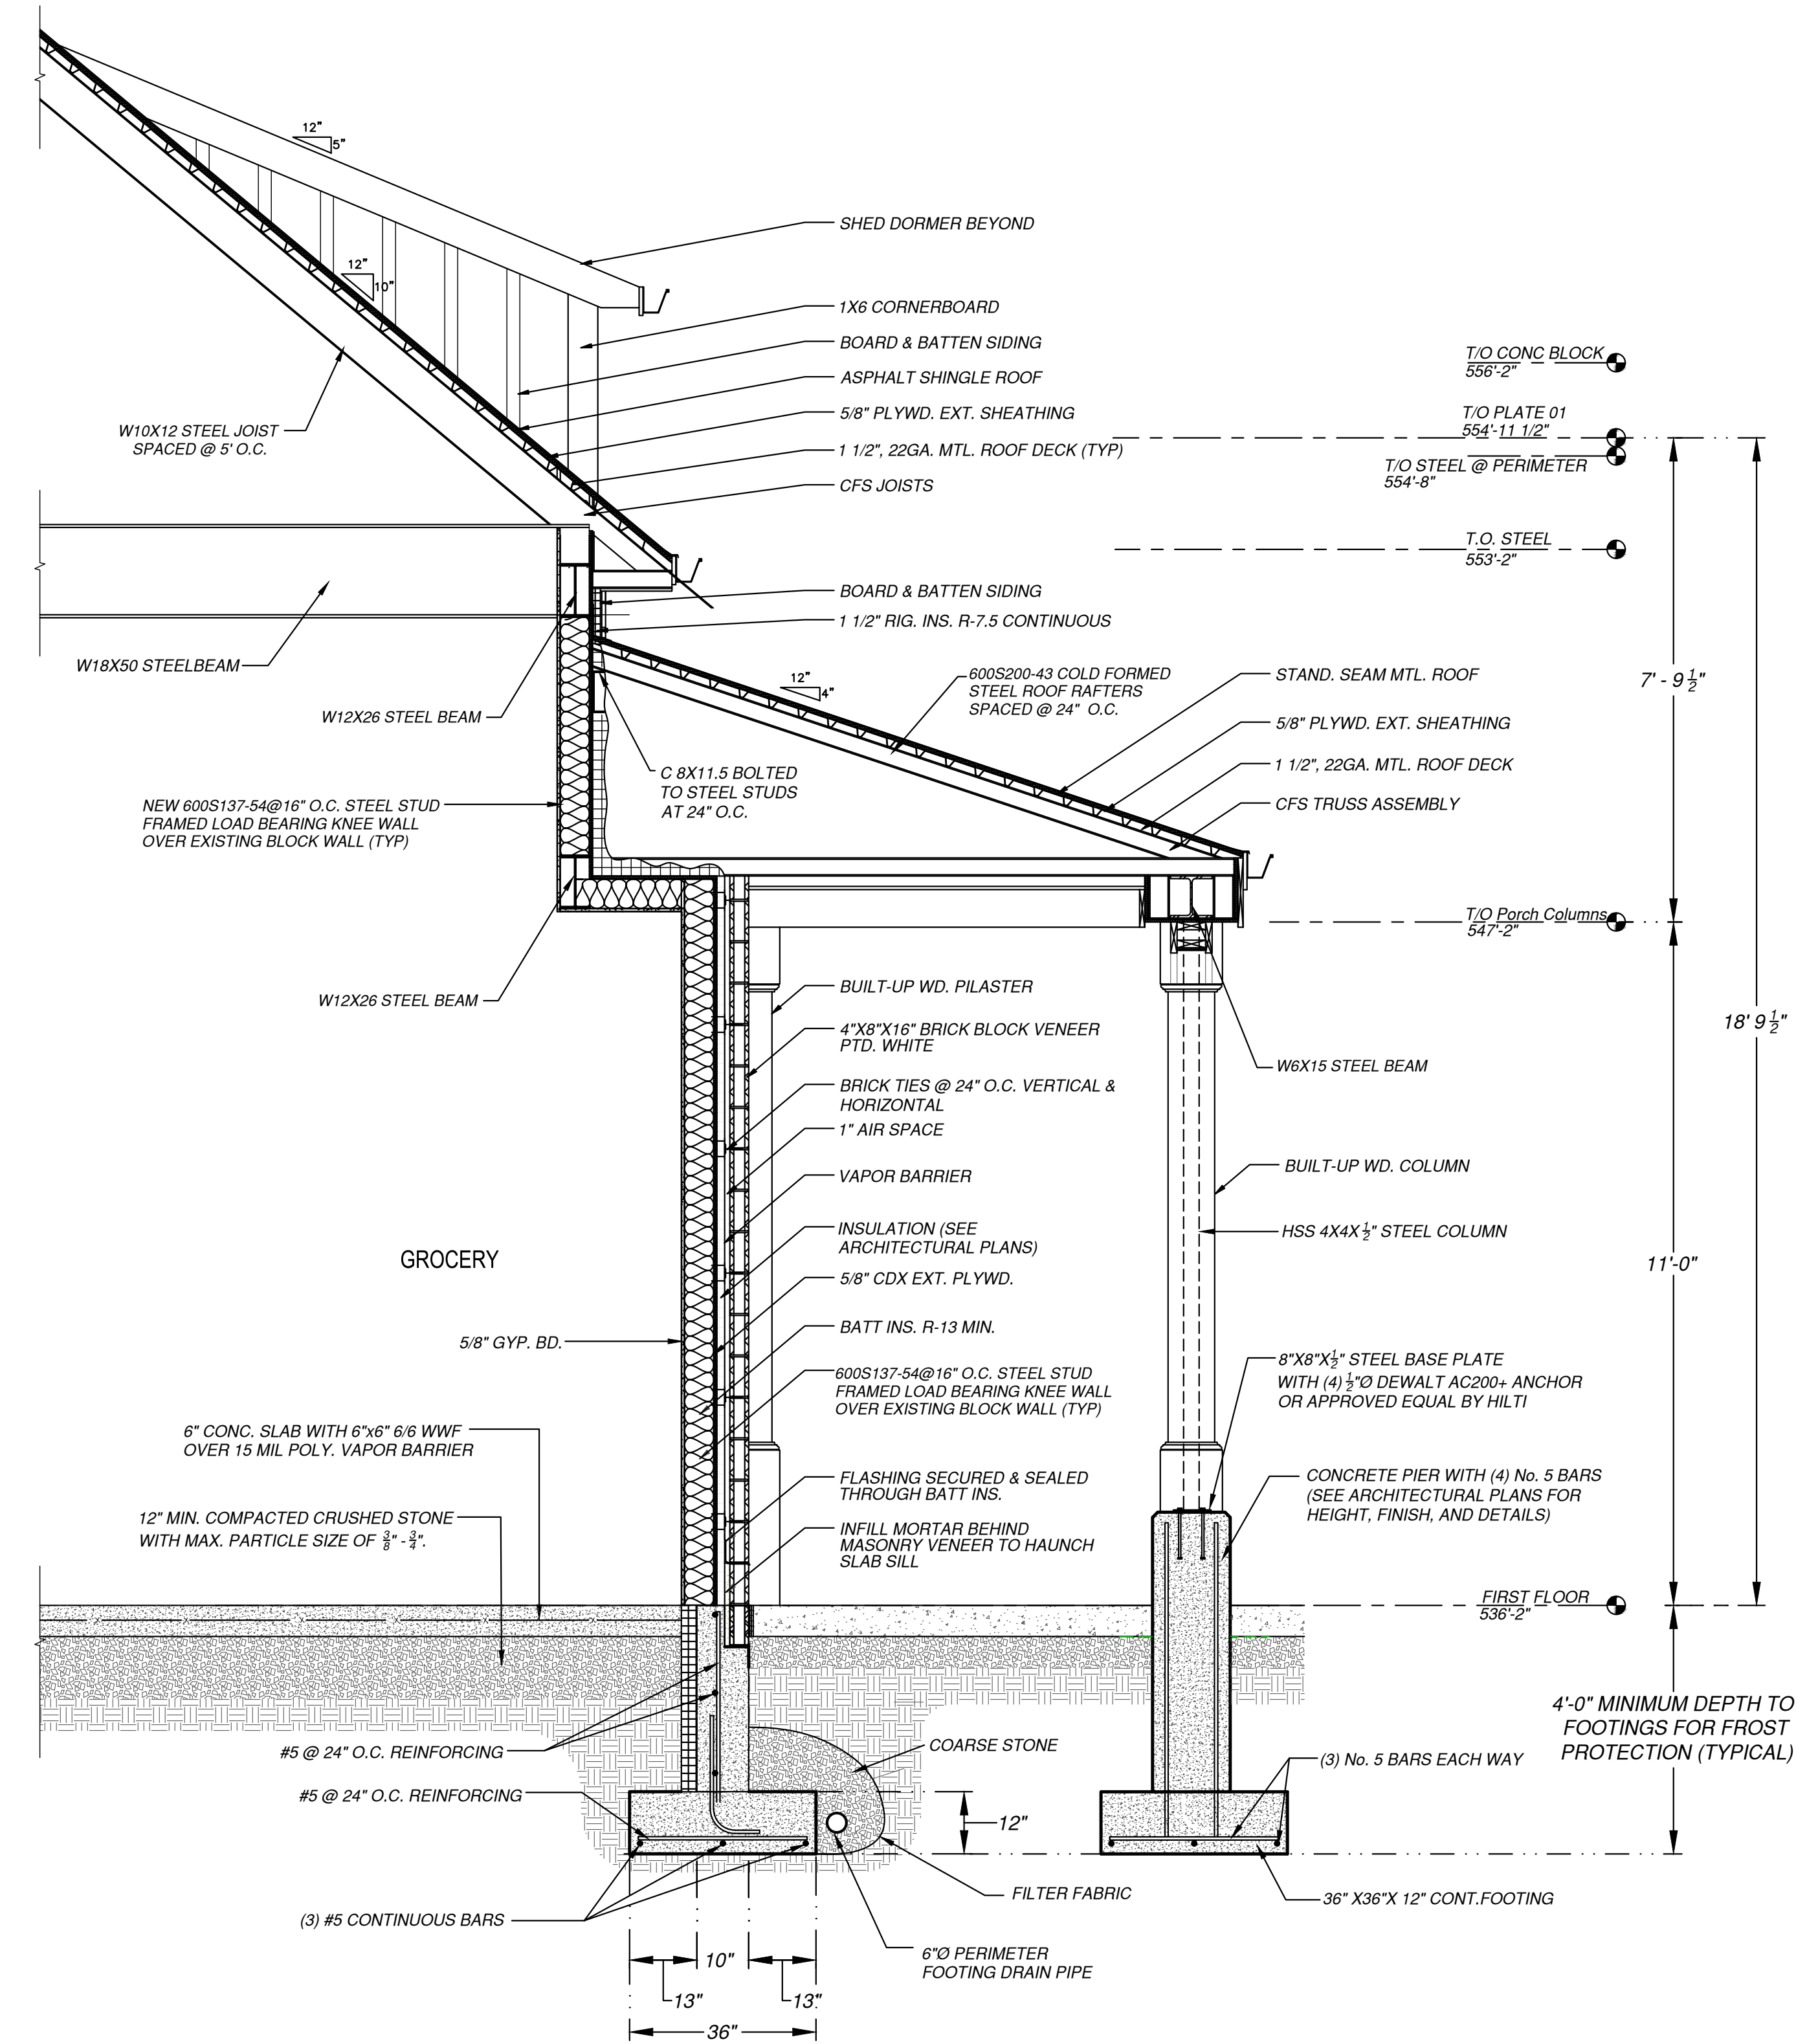 12"
5"
SHED DORMER BEYOND
12"
10"
1X6 CORNERBOARD
BOARD & BATTEN SIDING
ASPHALT SHINGLE ROOF
5/8" PLYWD. EXT. SHEATHING
1 1/2", 22GA. MTL. ROOF DECK (TYP)
CFS JOISTS
W10X12 STEEL JOIST
SPACED @ 5' O.C.
T/O CONC BLOCK
556'-2"
T/O PLATE 01
554'-11 1/2"
T/O STEEL @ PERIMETER
554'-8"
T.O. STEEL
553'-2"
BOARD & BATTEN SIDING
1 1/2" RIG. INS. R-7.5 CONTINUOUS
W18X50 STEELBEAM
W12X26 STEEL BEAM
12"
4"
600S200-43 COLD FORMED
STEEL ROOF RAFTERS
SPACED @ 24" O.C.
STAND. SEAM MTL. ROOF
5/8" PLYWD. EXT. SHEATHING
1 1/2", 22GA. MTL. ROOF DECK
CFS TRUSS ASSEMBLY
7' - 9 1/2"
C 8X11.5 BOLTED
TO STEEL STUDS
AT 24" O.C.
NEW 600S137-54@16" O.C. STEEL STUD
FRAMED LOAD BEARING KNEE WALL
OVER EXISTING BLOCK WALL (TYP)
T/O Porch Columns
547'-2"
W12X26 STEEL BEAM
BUILT-UP WD. PILASTER
4"X8"X16" BRICK BLOCK VENEER
PTD. WHITE
BRICK TIES @ 24" O.C. VERTICAL &
HORIZONTAL
1" AIR SPACE
VAPOR BARRIER
INSULATION (SEE
ARCHITECTURAL PLANS)
5/8" CDX EXT. PLYWD.
BATT INS. R-13 MIN.
600S137-54@16" O.C. STEEL STUD
FRAMED LOAD BEARING KNEE WALL
OVER EXISTING BLOCK WALL (TYP)
FLASHING SECURED & SEALED
THROUGH BATT INS.
INFILL MORTAR BEHIND
MASONRY VENEER TO HAUNCH
SLAB SILL
18' 9 1/2"
W6X15 STEEL BEAM
BUILT-UP WD. COLUMN
HSS 4X4X 1/2" STEEL COLUMN
11'-0"
8"X8"X 1/2" STEEL BASE PLATE
WITH (4) 1/2"Ø DEWALT AC200+ ANCHOR
OR APPROVED EQUAL BY HILTI
CONCRETE PIER WITH (4) No. 5 BARS
(SEE ARCHITECTURAL PLANS FOR
HEIGHT, FINISH, AND DETAILS)
GROCERY
5/8" GYP. BD.
6" CONC. SLAB WITH 6"x6" 6/6 WWF
OVER 15 MIL POLY. VAPOR BARRIER
12" MIN. COMPACTED CRUSHED STONE
WITH MAX. PARTICLE SIZE OF 3/8" - 3/4".
FIRST FLOOR
536'-2"
4'-0" MINIMUM DEPTH TO
FOOTINGS FOR FROST
PROTECTION (TYPICAL)
#5 @ 24" O.C. REINFORCING
#5 @ 24" O.C. REINFORCING
COARSE STONE
(3) No. 5 BARS EACH WAY
12"
FILTER FABRIC
36" X36"X 12" CONT.FOOTING
(3) #5 CONTINUOUS BARS
6"Ø PERIMETER
FOOTING DRAIN PIPE
10"
13"
13"
36"